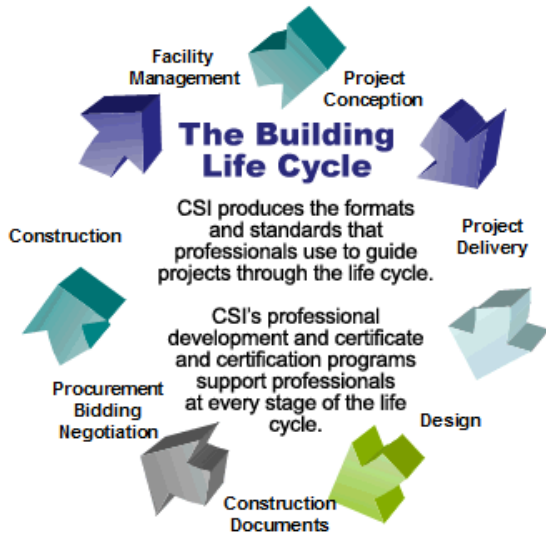 Facility
Management
Project
Conception
The Building
Life Cycle
CSI produces the formats
and standards that
professionals use to guide
projects through the life cycle.
Construction
Project
Delivery
CSI's professional
development and certificate
and certification programs
support professionals
at every stage of the life
cycle.
Procurement
Bidding
Negotiation
Design
Construction
Documents